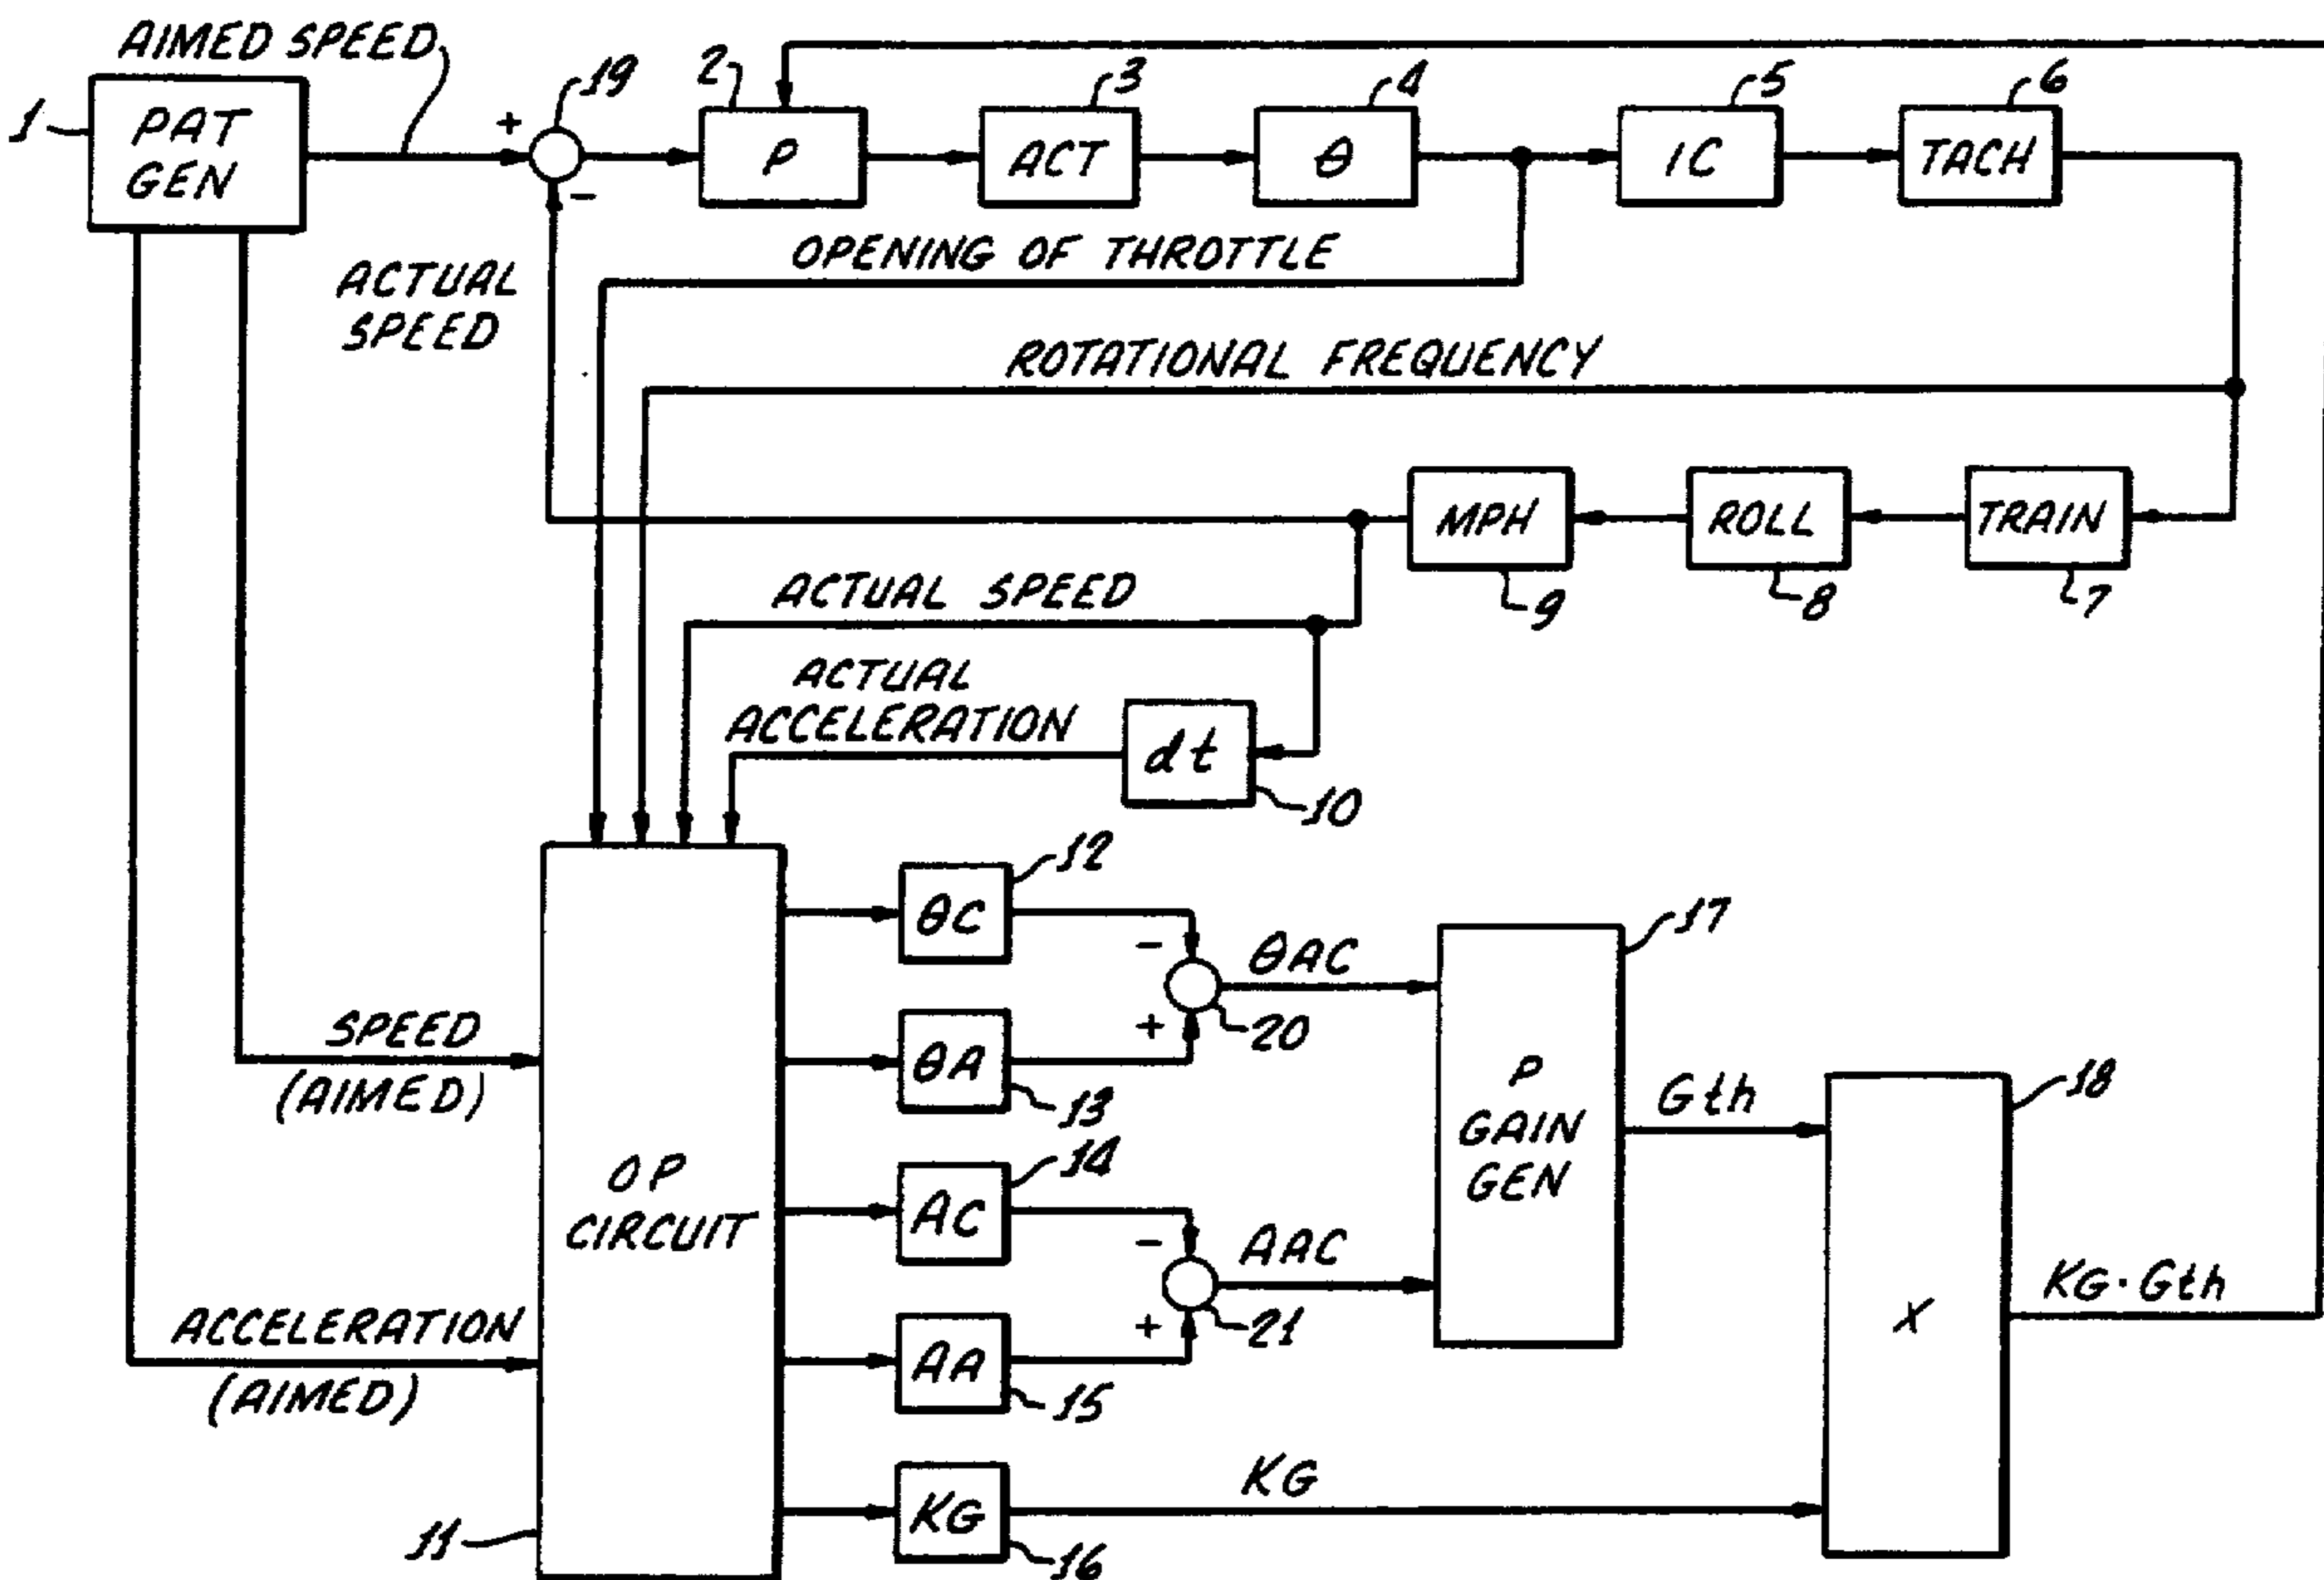 AIMED SPEED
1
PAT
GEN
+
19
-
2
P
3
ACT
4
θ
5
IC
6
TACH
ACTUAL
SPEED
OPENING OF THROTTLE
ROTATIONAL FREQUENCY
MPH
9
ROLL
8
TRAIN
7
ACTUAL SPEED
ACTUAL
ACCELERATION
dt
10
SPEED
(AIMED)
ACCELERATION
(AIMED)
OP
CIRCUIT
11
θC
12
θA
13
AC
14
AA
15
KG
16
-
+
20
θAC
-
+
21
AAC
KG
P
GAIN
GEN
17
Gth
X
18
KG·Gth